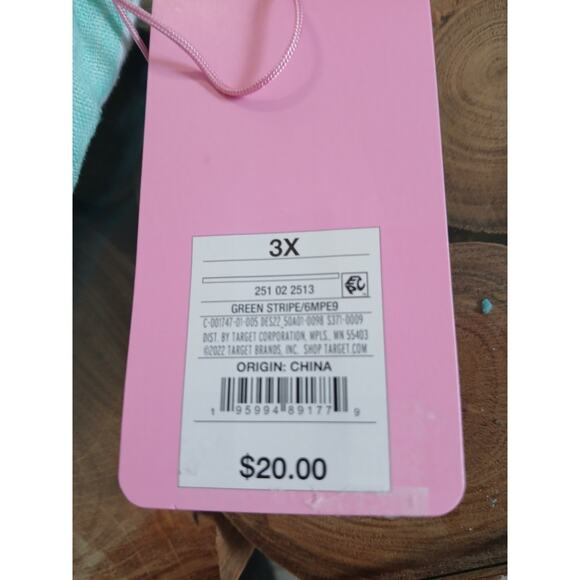 3X
251 02 2513
GREEN STRIPE/6MPE9
C-001747-01-005 DES22_50A01-0098 S371-0009
DIST. BY TARGET CORPORATION, MPLS., MN 55403
©2022 TARGET BRANDS, INC. SHOP TARGET.COM
ORIGIN: CHINA
1 95994 89177 9
$20.00